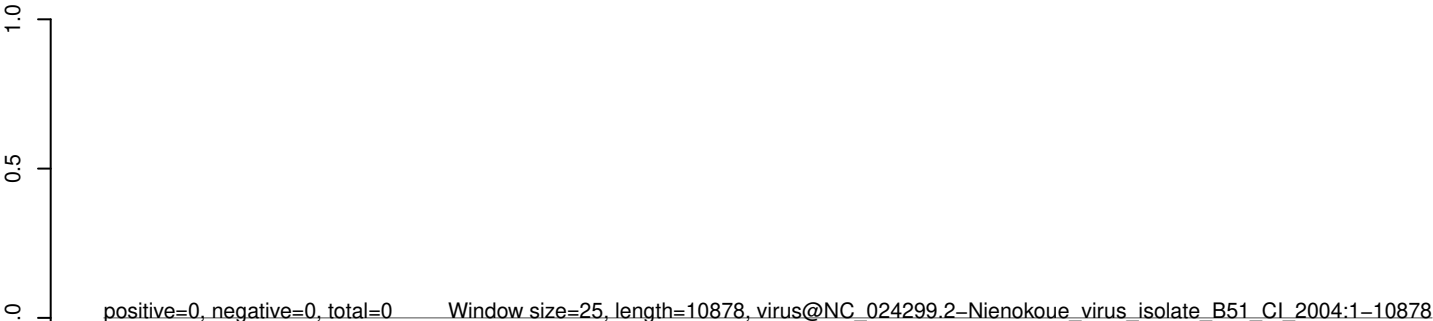 1.0
0.5
.0
positive=0, negative=0, total=0 Window size=25, length=10878, virus@NC_024299.2−Nienokoue_virus_isolate_B51_CI_2004:1−10878